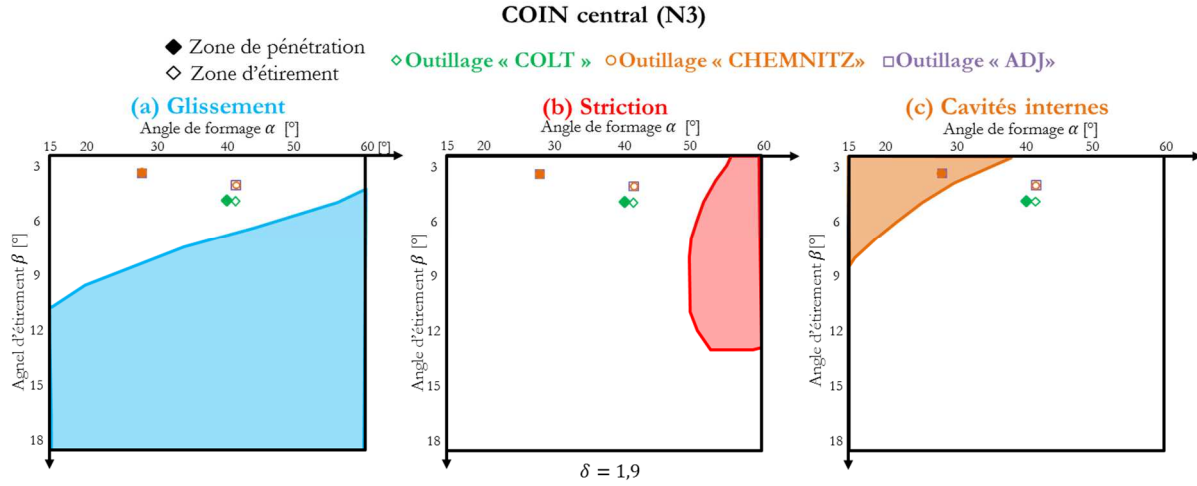 COIN central (N3)
Zone de pénétration
Zone d'étirement
Outillage « COLT »
Outillage « CHEMNITZ»
Outillage « ADJ»
(a) Glissement
Angle de formage α [°]
15 20 30 40 50 60 [°]
3
6
9
12
15
18
Agnel d'étirement β [°]
(b) Striction
Angle de formage α [°]
15 20 30 40 50 60
3
6
9
12
15
18
Angle d'étirement β [°]
δ = 1,9
(c) Cavités internes
Angle de formage α [°]
15 20 30 40 50 60
3
6
9
12
15
18
Angle d'étirement β [°]